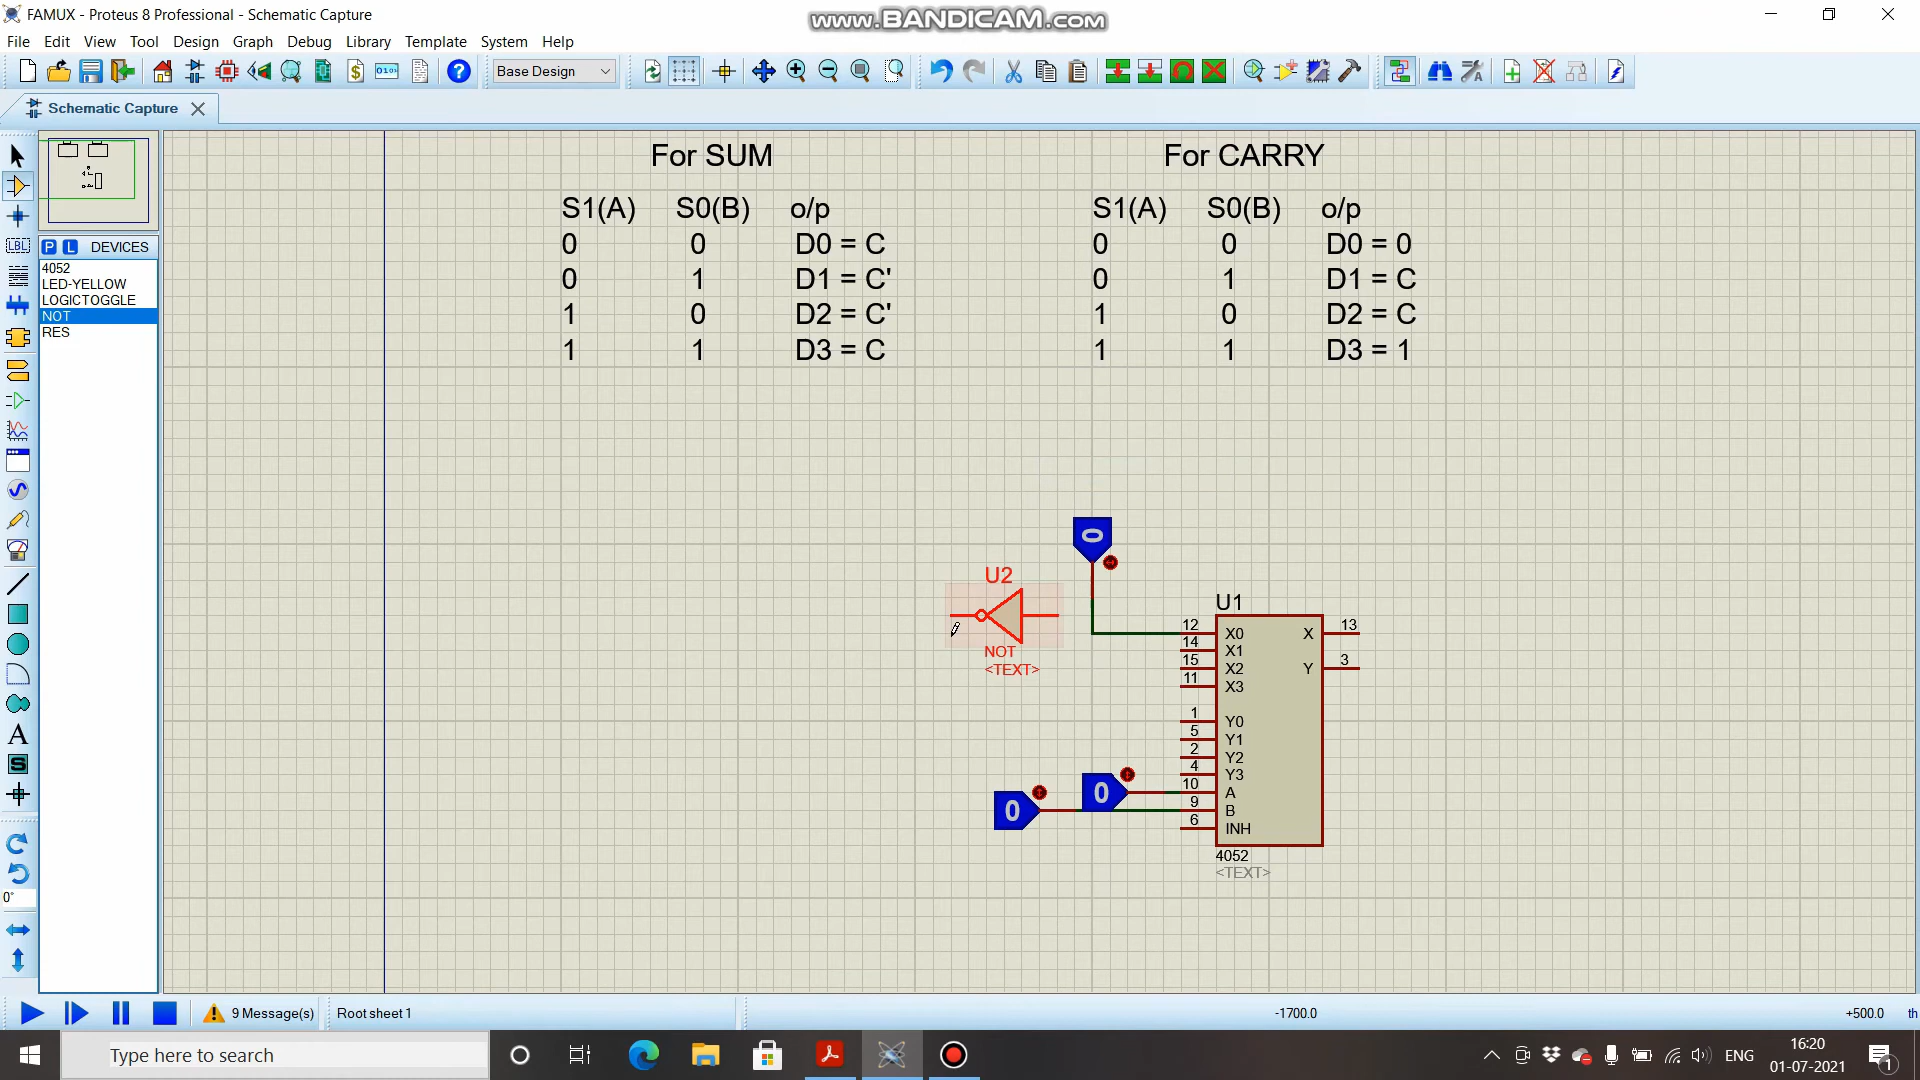 FAMUX - Proteus 8 Professional - Schematic Capture
www.BANDICAM.com
File Edit View Tool Design Graph Debug Library Template System Help
Base Design
Schematic Capture
P L DEVICES
4052
LED-YELLOW
LOGICTOGGLE
NOT
RES
LBL
A
S
0°
For SUM
S1(A) S0(B) o/p
0 0 D0 = C
0 1 D1 = C'
1 0 D2 = C'
1 1 D3 = C
For CARRY
S1(A) S0(B) o/p
0 0 D0 = 0
0 1 D1 = C
1 0 D2 = C
1 1 D3 = 1
0
U2
NOT
<TEXT>
U1
12 X0 X 13
14 X1
15 X2 Y 3
11 X3
1 Y0
5 Y1
2 Y2
4 Y3
0 10 A
0 9 B
6 INH
4052
<TEXT>
9 Message(s) Root sheet 1 -1700.0 +500.0 th
Type here to search
ENG
16:20
01-07-2021
1